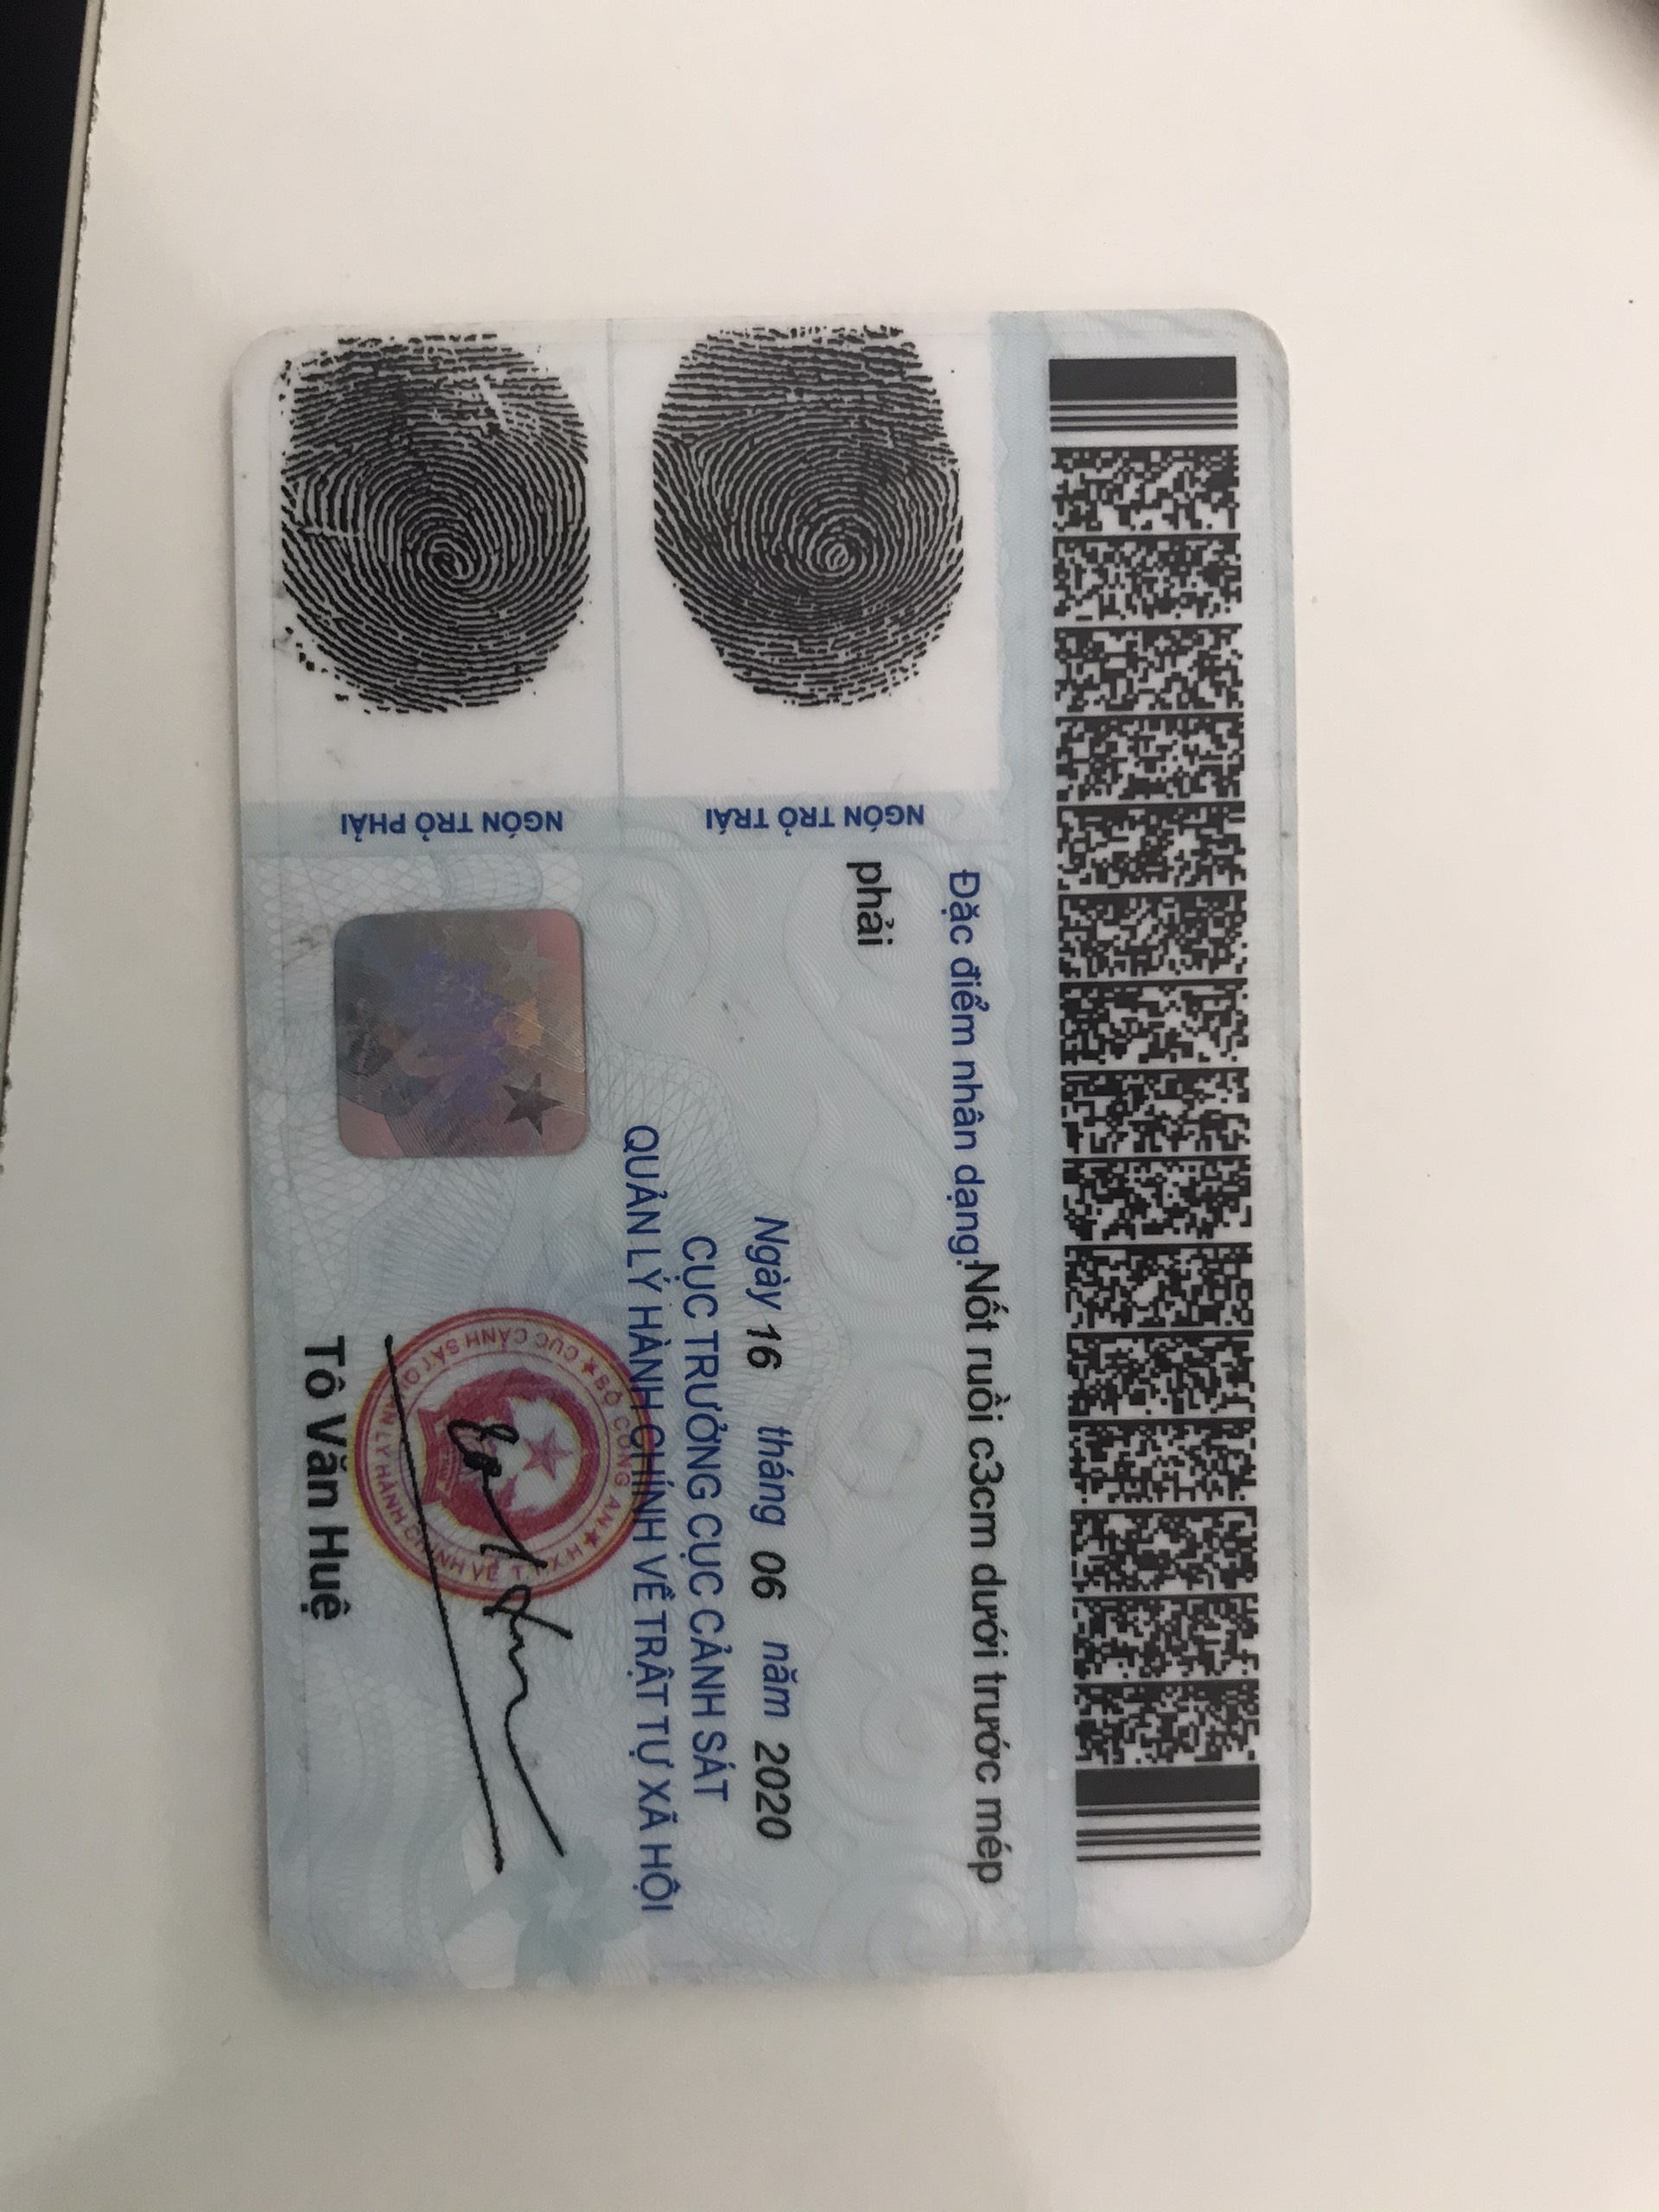 Đặc điểm nhân dạng:Nốt ruồi c3cm dưới trước mép
phải
NGÓN TRỎ TRÁI
NGÓN TRỎ PHẢI
Ngày 16 tháng 06 năm 2020
CỤC TRƯỞNG CỤC CẢNH SÁT
QUẢN LÝ HÀNH CHÍNH VỀ TRẬT TỰ XÃ HỘI
★ BỘ CÔNG AN ★
CỤC CẢNH SÁT QUẢN LÝ HÀNH CHÍNH VỀ T.T.X.H
Tô Văn Huệ